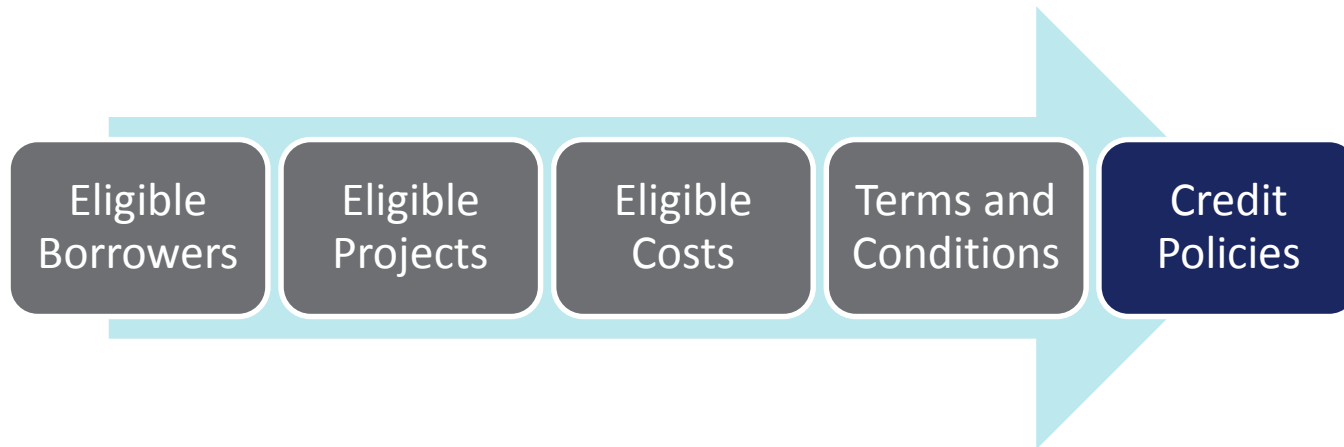 Eligible
Borrowers
Eligible
Projects
Eligible
Costs
Terms and
Conditions
Credit
Policies